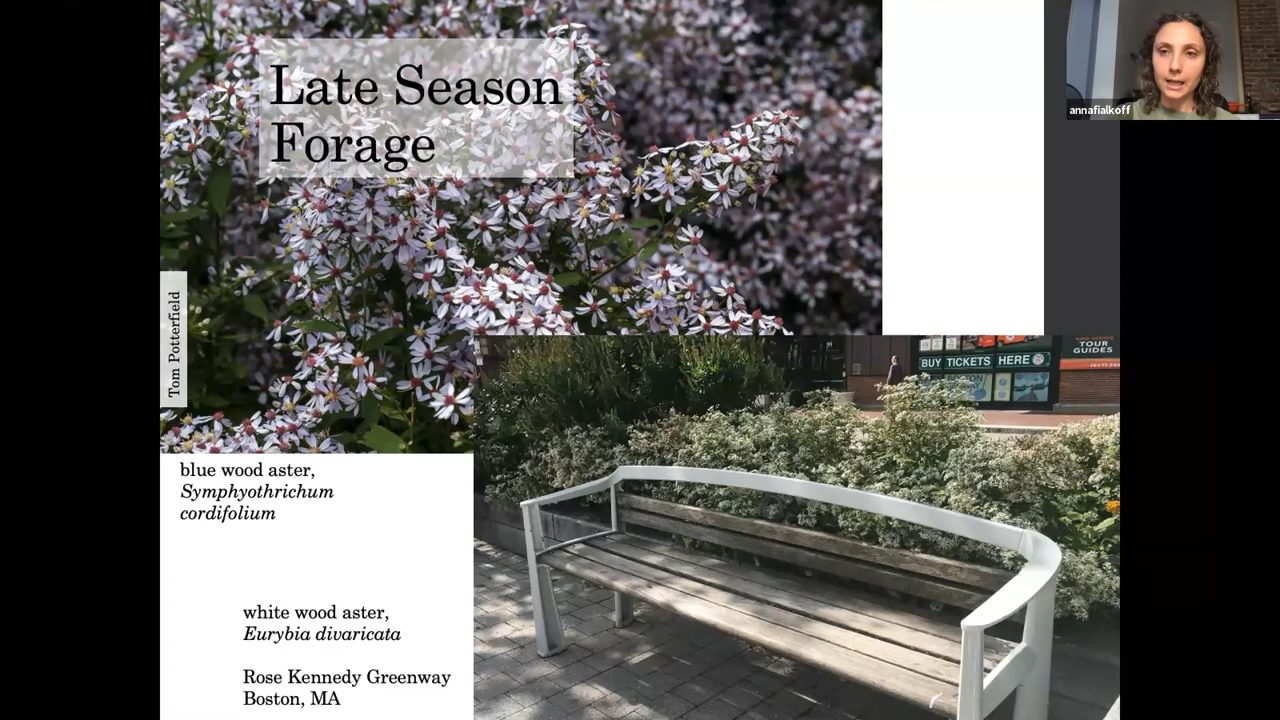 Late Season
Forage
annafialkoff
Tom Potterfield
BUY TICKETS HERE
TOUR
GUIDES
blue wood aster,
Symphyothrichum
cordifolium
white wood aster,
Eurybia divaricata
Rose Kennedy Greenway
Boston, MA